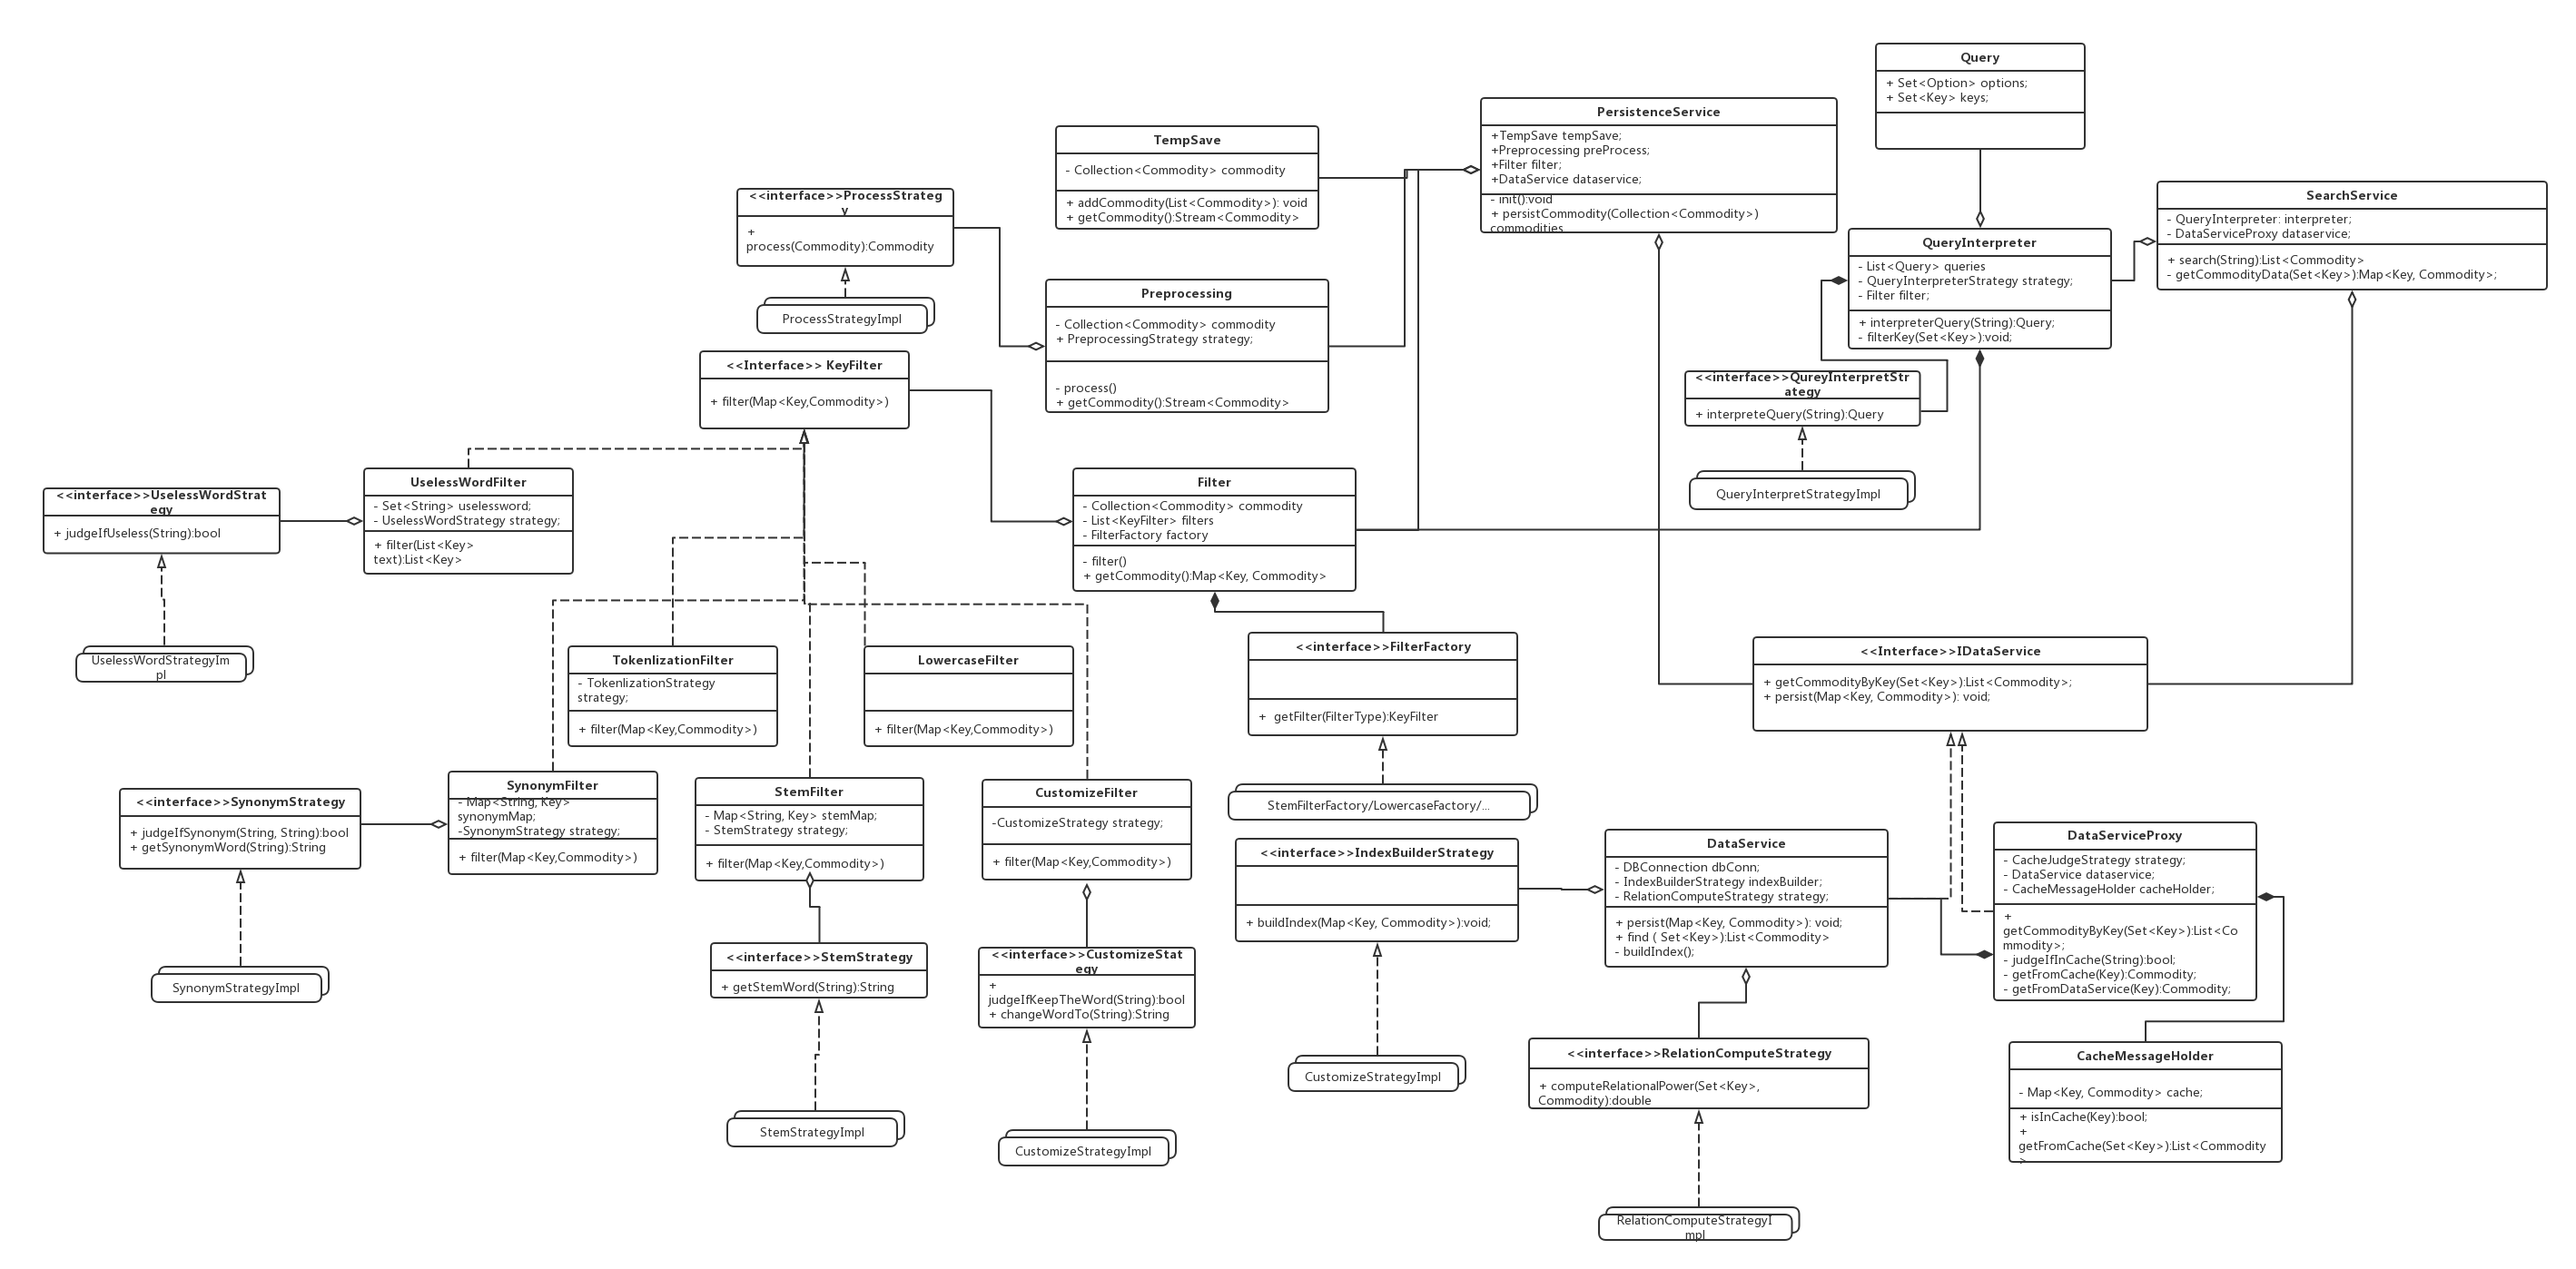 Query
+ Set<Option> options;
+ Set<Key> keys;
PersistenceService
+TempSave tempSave;
+Preprocessing preProcess;
+Filter filter;
+DataService dataservice;
- init():void
+ persistCommodity(Collection<Commodity>)
commodities
TempSave
- Collection<Commodity> commodity
+ addCommodity(List<Commodity>): void
+ getCommodity():Stream<Commodity>
<<interface>>ProcessStrateg
y
+
process(Commodity):Commodity
ProcessStrategyImpl
SearchService
- QueryInterpreter: interpreter;
- DataServiceProxy dataservice;
+ search(String):List<Commodity>
- getCommodityData(Set<Key>):Map<Key, Commodity>;
QueryInterpreter
- List<Query> queries
- QueryInterpreterStrategy strategy;
- Filter filter;
+ interpreterQuery(String):Query;
- filterKey(Set<Key>):void;
Preprocessing
- Collection<Commodity> commodity
+ PreprocessingStrategy strategy;
- process()
+ getCommodity():Stream<Commodity>
<<Interface>> KeyFilter
+ filter(Map<Key,Commodity>)
<<interface>>QureyInterpretStr
ategy
+ interpreteQuery(String):Query
QueryInterpretStrategyImpl
<<interface>>UselessWordStrat
egy
+ judgeIfUseless(String):bool
UselessWordFilter
- Set<String> uselessword;
- UselessWordStrategy strategy;
+ filter(List<Key>
text):List<Key>
Filter
- Collection<Commodity> commodity
- List<KeyFilter> filters
- FilterFactory factory
- filter()
+ getCommodity():Map<Key, Commodity>
UselessWordStrategyIm
pl
TokenlizationFilter
- TokenlizationStrategy
strategy;
+ filter(Map<Key,Commodity>)
LowercaseFilter
+ filter(Map<Key,Commodity>)
<<interface>>FilterFactory
+  getFilter(FilterType):KeyFilter
<<Interface>>IDataService
+ getCommodityByKey(Set<Key>):List<Commodity>;
+ persist(Map<Key, Commodity>): void;
StemFilterFactory/LowercaseFactory/...
<<interface>>SynonymStrategy
+ judgeIfSynonym(String, String):bool
+ getSynonymWord(String):String
SynonymFilter
- Map<String, Key>
synonymMap;
-SynonymStrategy strategy;
+ filter(Map<Key,Commodity>)
StemFilter
- Map<String, Key> stemMap;
- StemStrategy strategy;
+ filter(Map<Key,Commodity>)
CustomizeFilter
-CustomizeStrategy strategy;
+ filter(Map<Key,Commodity>)
<<interface>>IndexBuilderStrategy
+ buildIndex(Map<Key, Commodity>):void;
DataService
- DBConnection dbConn;
- IndexBuilderStrategy indexBuilder;
- RelationComputeStrategy strategy;
+ persist(Map<Key, Commodity>): void;
+ find ( Set<Key>):List<Commodity>
- buildIndex();
DataServiceProxy
- CacheJudgeStrategy strategy;
- DataService dataservice;
- CacheMessageHolder cacheHolder;
+
getCommodityByKey(Set<Key>):List<Co
mmodity>;
- judgeIfInCache(String):bool;
- getFromCache(Key):Commodity;
- getFromDataService(Key):Commodity;
SynonymStrategyImpl
<<interface>>StemStrategy
+ getStemWord(String):String
<<interface>>CustomizeStat
egy
+
judgeIfKeepTheWord(String):bool
+ changeWordTo(String):String
CustomizeStrategyImpl
<<interface>>RelationComputeStrategy
+ computeRelationalPower(Set<Key>,
Commodity):double
CacheMessageHolder
- Map<Key, Commodity> cache;
+ isInCache(Key):bool;
+
getFromCache(Set<Key>):List<Commodity
>
StemStrategyImpl
CustomizeStrategyImpl
RelationComputeStrategyI
mpl